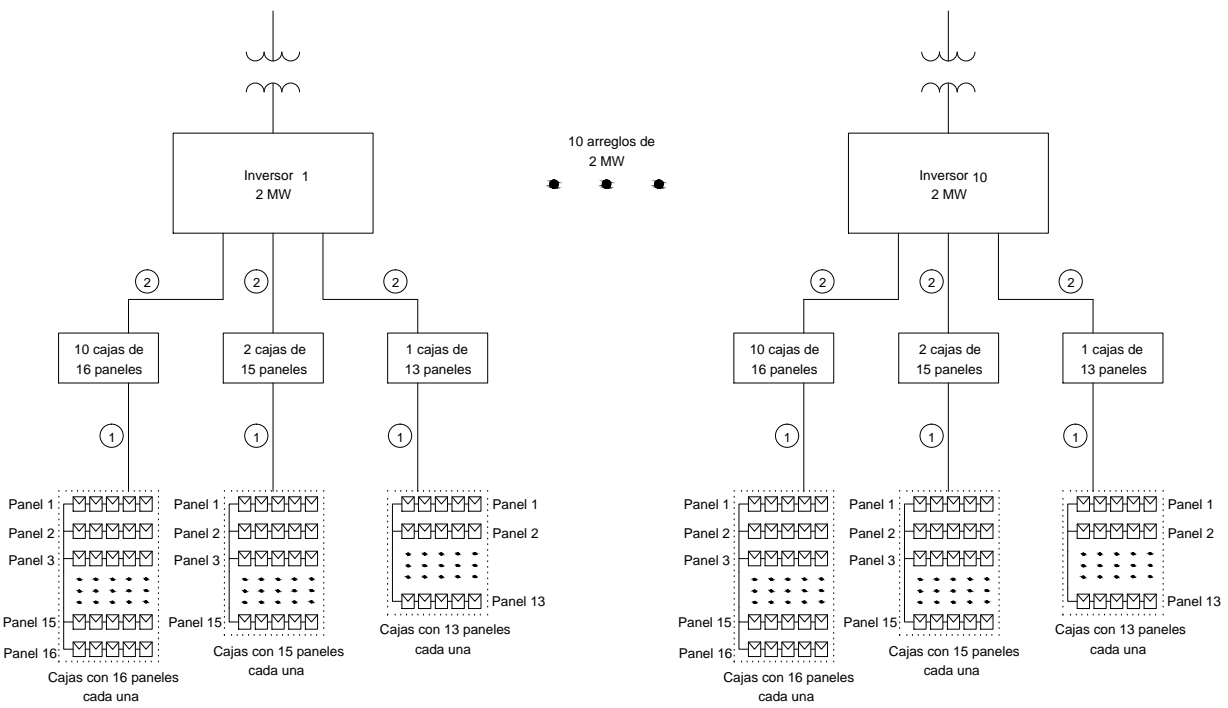 10 arreglos de
2 MW
Inversor 1
2 MW
Inversor 10
2 MW
2
2
2
2
2
2
10 cajas de
16 paneles
2 cajas de
15 paneles
1 cajas de
13 paneles
10 cajas de
16 paneles
2 cajas de
15 paneles
1 cajas de
13 paneles
1
1
1
1
1
1
Panel 1
Panel 2
Panel 3
Panel 15
Panel 16
Cajas con 16 paneles
cada una
Panel 1
Panel 2
Panel 3
Panel 15
Cajas con 15 paneles
cada una
Panel 1
Panel 2
Panel 13
Cajas con 13 paneles
cada una
Panel 1
Panel 2
Panel 3
Panel 15
Panel 16
Cajas con 16 paneles
cada una
Panel 1
Panel 2
Panel 3
Panel 15
Cajas con 15 paneles
cada una
Panel 1
Panel 2
Panel 13
Cajas con 13 paneles
cada una